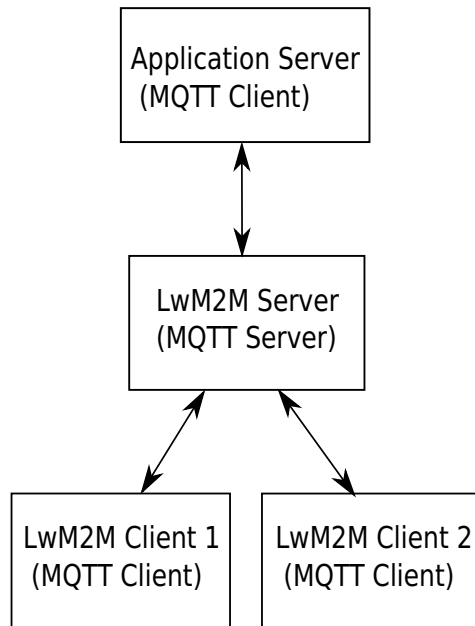 Application Server
(MQTT Client)
LwM2M Server
(MQTT Server)
LwM2M Client 1
(MQTT Client)
LwM2M Client 2
(MQTT Client)